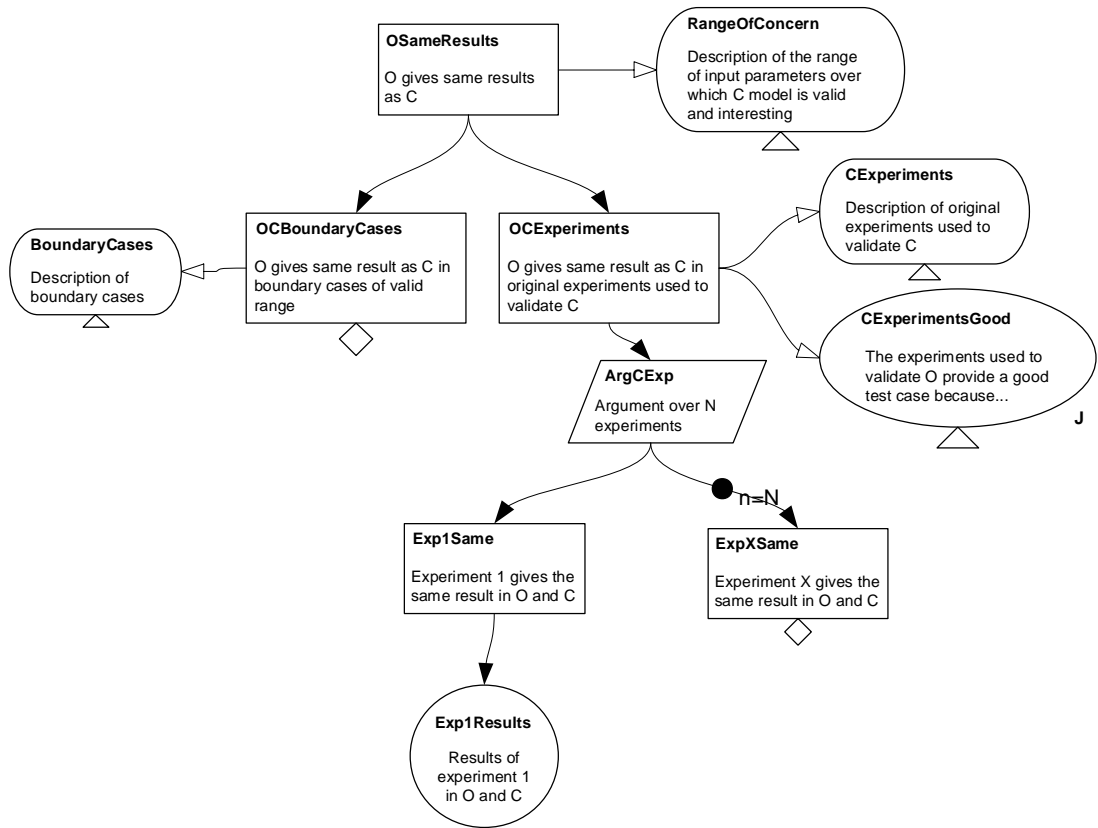 OSameResults
O gives same results
as C
RangeOfConcern
Description of the range
of input parameters over
which C model is valid
and interesting
BoundaryCases
Description of
boundary cases
OCBoundaryCases
O gives same result as C in
boundary cases of valid
range
OCExperiments
O gives same result as C in
original experiments used to
validate C
CExperiments
Description of original
experiments used to
validate C
CExperimentsGood
The experiments used to
validate O provide a good
test case because...
J
ArgCExp
Argument over N
experiments
n=N
Exp1Same
Experiment 1 gives the
same result in O and C
ExpXSame
Experiment X gives the
same result in O and C
Exp1Results
Results of
experiment 1
in O and C